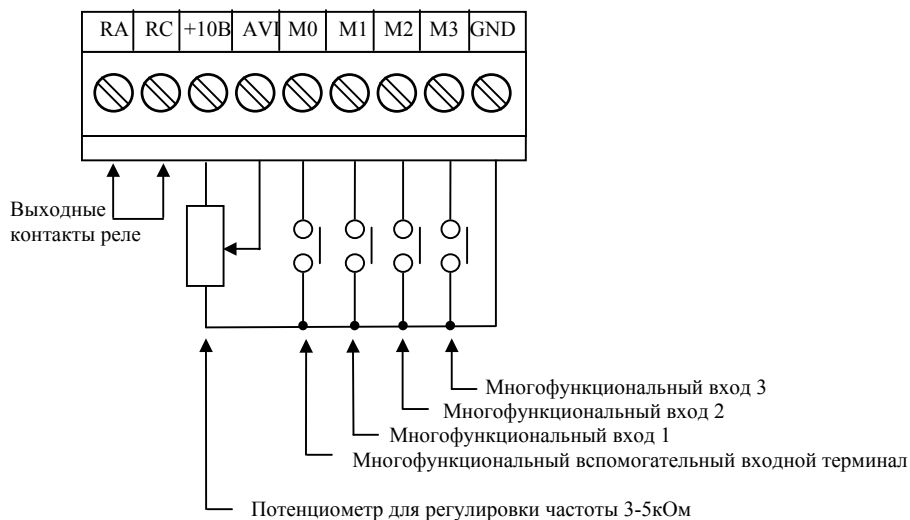 RA RC +10В AVI M0 M1 M2 M3 GND
Выходные
контакты реле
Многофункциональный вход 3
Многофункциональный вход 2
Многофункциональный вход 1
Многофункциональный вспомогательный входной терминал
Потенциометр для регулировки частоты 3-5кОм